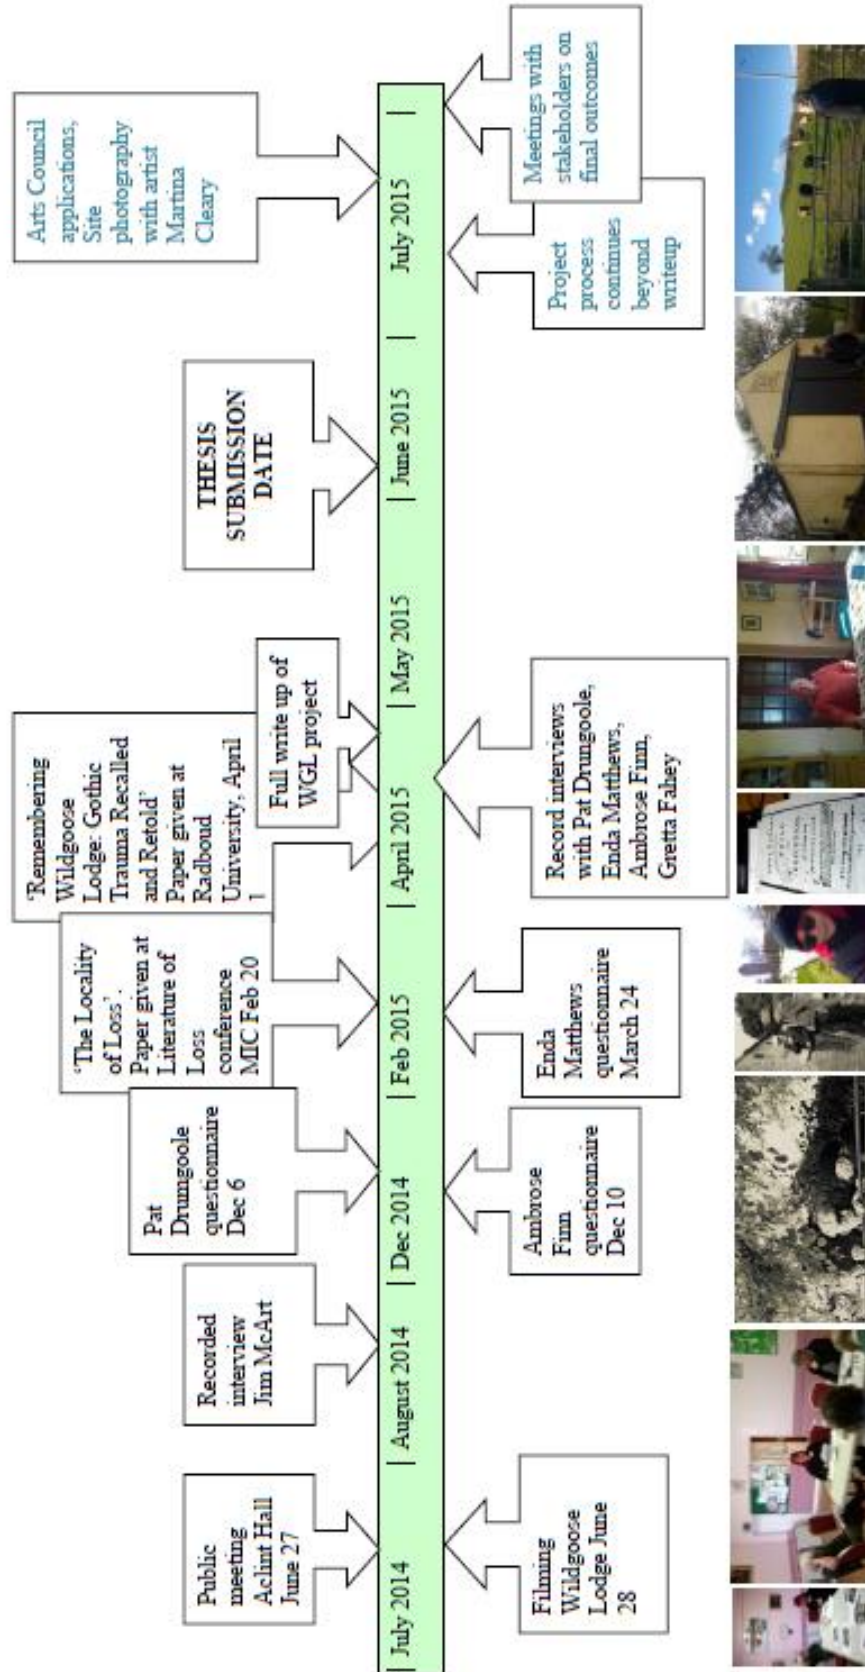 Public
meeting
Aclint Hall
June 27
Recorded
interview
Jim McArt
Pat
Drumgoole
questionnaire
Dec 6
‘The Locality
of Loss’.
Paper given at
Literature of
Loss
conference
MIC Feb 20
‘Remembering
Wildgoose
Lodge: Gothic
Trauma Recalled
and Retold’
Paper given at
Radboud
University, April
1
Full write up of
WGL project
THESIS
SUBMISSION
DATE
Arts Council
applications,
Site
photography
with artist
Martina
Cleary
| July 2014 | August 2014 | Dec 2014 | Feb 2015 | April 2015 | May 2015 | June 2015 | July 2015 |
Filming
Wildgoose
Lodge June
28
Ambrose
Finn
questionnaire
Dec 10
Enda
Matthews
questionnaire
March 24
Record interviews
with Pat Drungoole,
Enda Matthews,
Ambrose Finn,
Gretta Fahey
Project
process
continues
beyond
writeup
Meetings with
stakeholders on
final outcomes